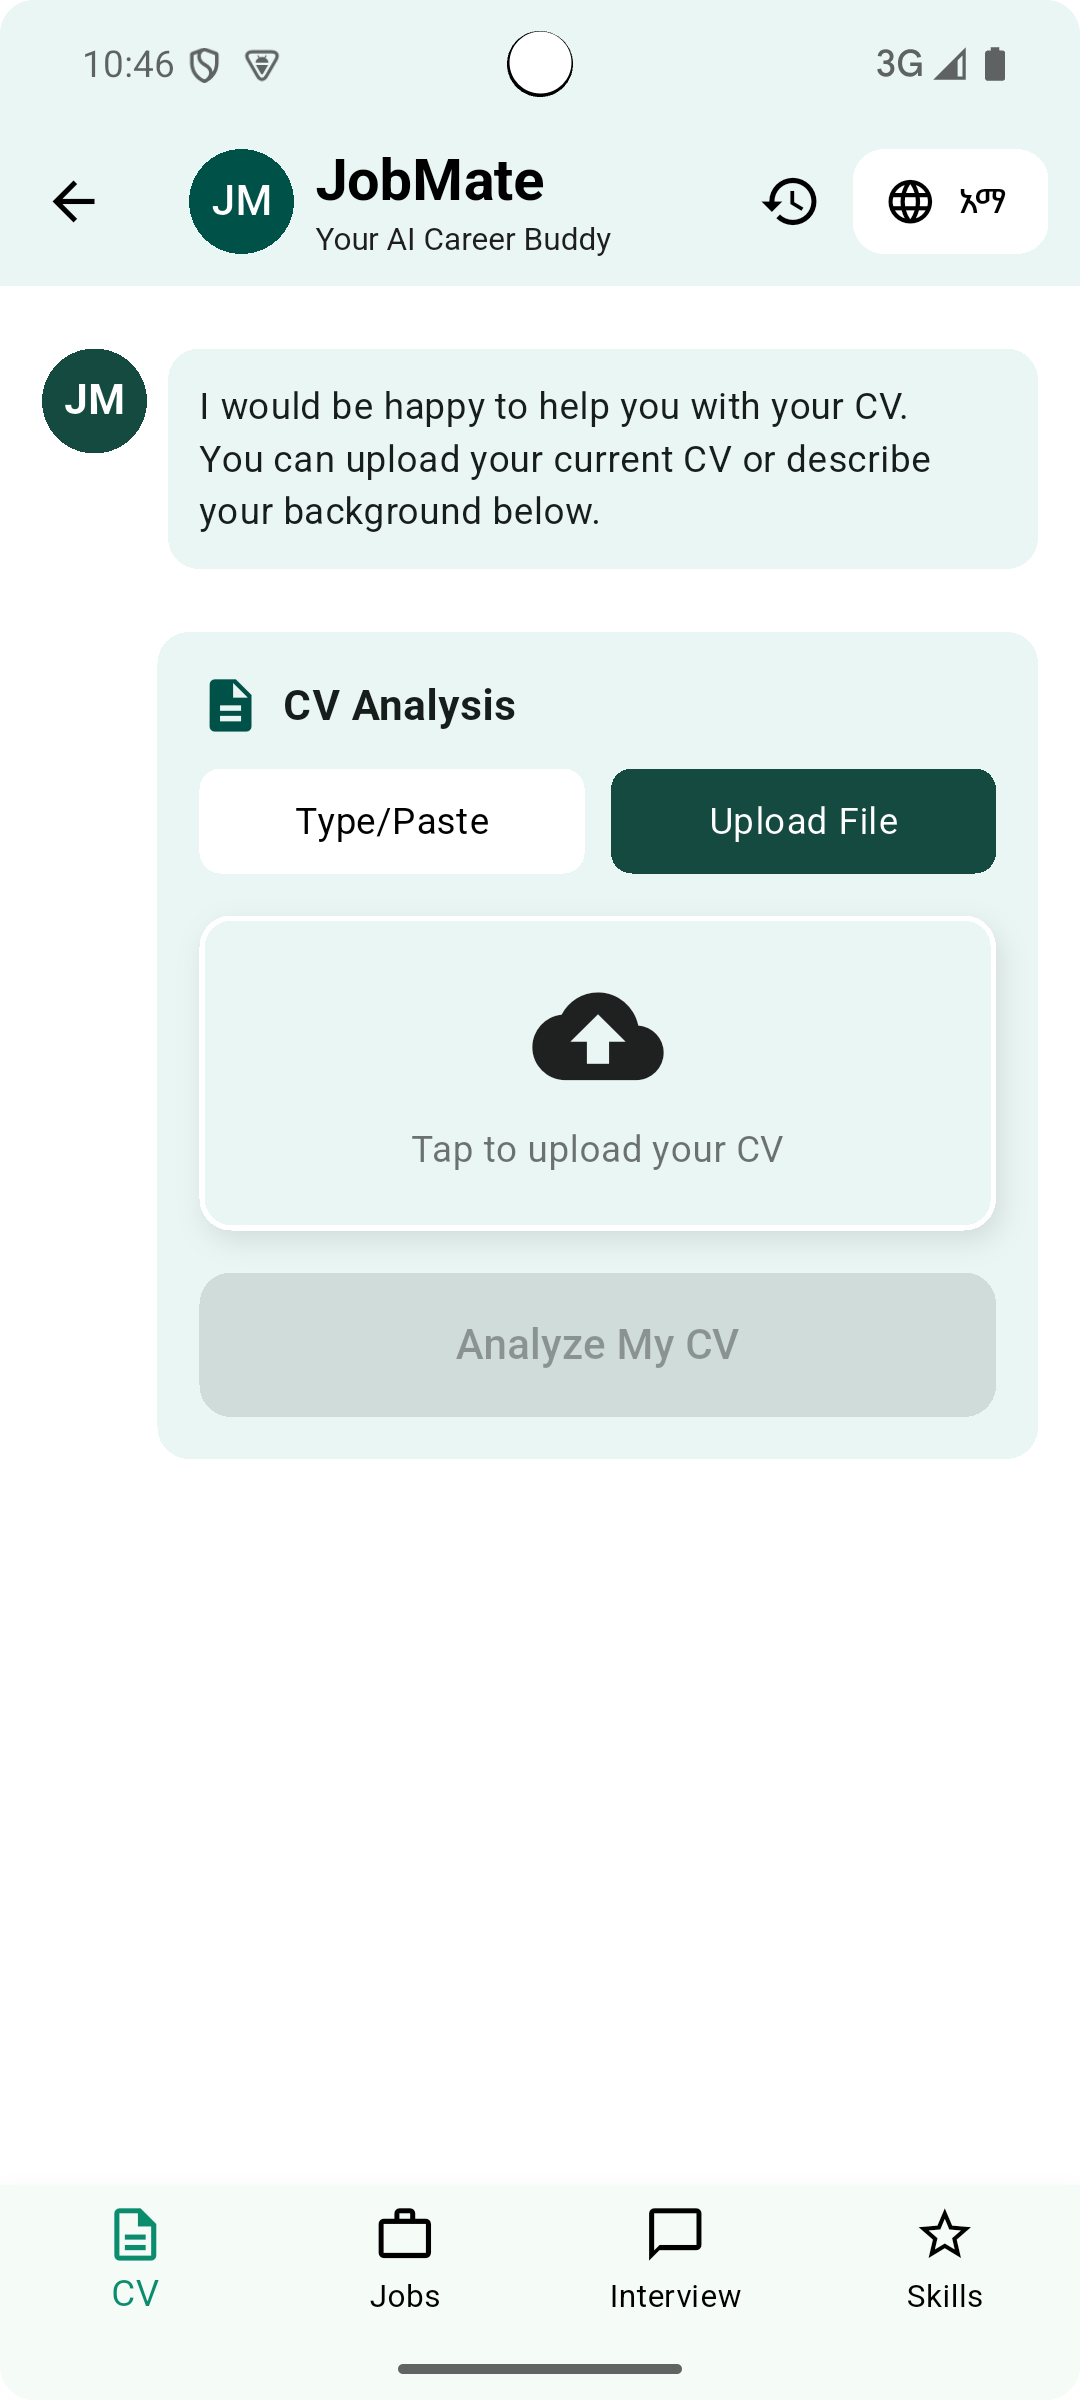 10:46
3G
JM
JobMate
Your AI Career Buddy
አማ
JM
I would be happy to help you with your CV.
You can upload your current CV or describe
your background below.
CV Analysis
Type/Paste
Upload File
Tap to upload your CV
Analyze My CV
CV
Jobs
Interview
Skills